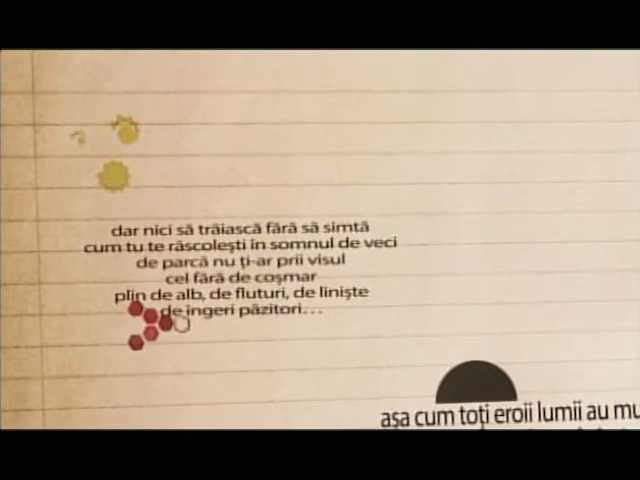 dar nici să trăiască fără să simtă
cum tu te răscolești în somnul de veci
de parcă nu ți-ar prii visul
cel fără de coșmar
plin de alb, de fluturi, de liniște
de îngeri păzitori...
așa cum toți eroii lumii au mu